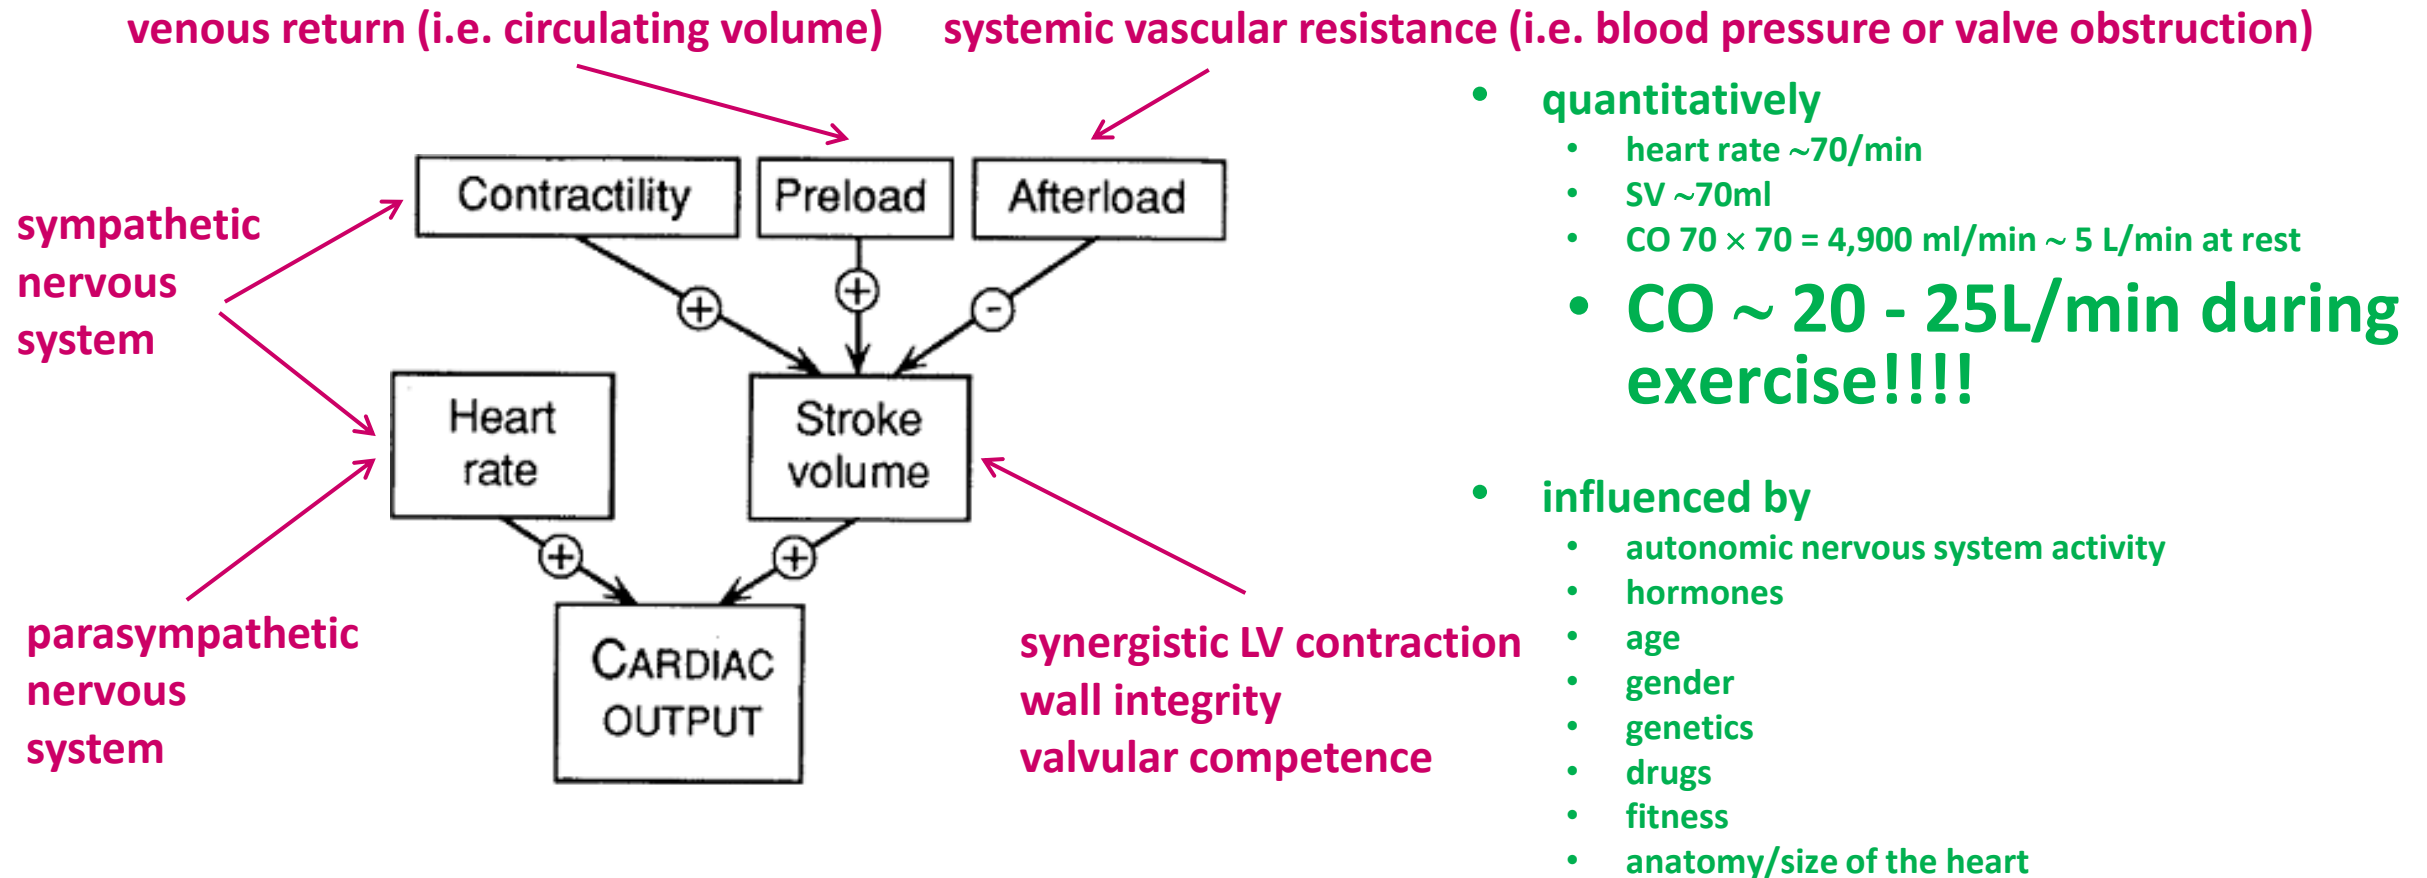 venous return (i.e. circulating volume)
systemic vascular resistance (i.e. blood pressure or valve obstruction)
Contractility
Preload
Afterload
sympathetic
nervous
system
+
+
-
Heart
rate
Stroke
volume
+
+
CARDIAC
OUTPUT
parasympathetic
nervous
system
synergistic LV contraction
wall integrity
valvular competence
• quantitatively
• heart rate ~70/min
• SV ~70ml
• CO 70 × 70 = 4,900 ml/min ~ 5 L/min at rest
• CO ~ 20 - 25L/min during
exercise!!!!
• influenced by
• autonomic nervous system activity
• hormones
• age
• gender
• genetics
• drugs
• fitness
• anatomy/size of the heart